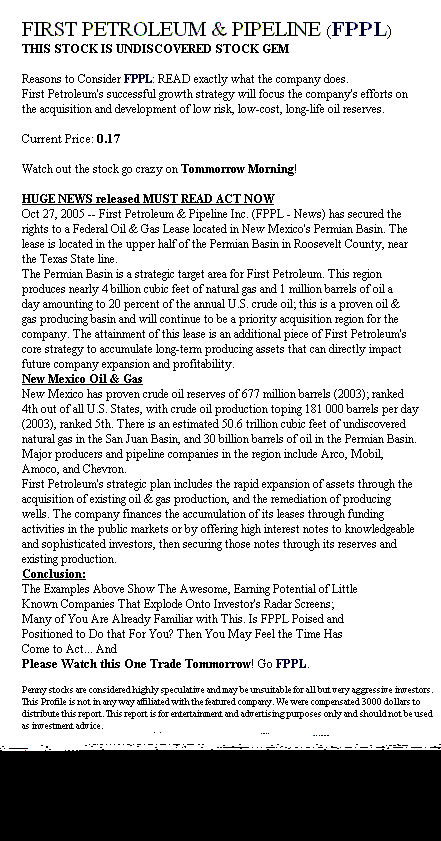 FIRST PETROLEUM & PIPELINE (FPPL)
THIS STOCK IS UNDISCOVERED STOCK GEM
Reasons to Consider FPPL: READ exactly what the company does.
First Petroleum's successful growth strategy will focus the company's efforts on
the acquisition and development of low risk, low-cost, long-life oil reserves.
Current Price: 0.17
Watch out the stock go crazy on Tommorrow Morning!
HUGE NEWS released MUST READ ACT NOW
Oct 27, 2005 -- First Petroleum & Pipeline Inc. (FPPL - News) has secured the
rights to a Federal Oil & Gas Lease located in New Mexico's Permian Basin. The
lease is located in the upper half of the Permian Basin in Roosevelt County, near
the Texas State line.
The Permian Basin is a strategic target area for First Petroleum. This region
produces nearly 4 billion cubic feet of natural gas and 1 million barrels of oil a
day amounting to 20 percent of the annual U.S. crude oil; this is a proven oil &
gas producing basin and will continue to be a priority acquisition region for the
company. The attainment of this lease is an additional piece of First Petroleum's
core strategy to accumulate long-term producing assets that can directly impact
future company expansion and profitability.
New Mexico Oil & Gas
New Mexico has proven crude oil reserves of 677 million barrels (2003); ranked
4th out of all U.S. States, with crude oil production toping 181 000 barrels per day
(2003), ranked 5th. There is an estimated 50.6 trillion cubic feet of undiscovered
natural gas in the San Juan Basin, and 30 billion barrels of oil in the Permian Basin.
Major producers and pipeline companies in the region include Arco, Mobil,
Amoco, and Chevron.
First Petroleum's strategic plan includes the rapid expansion of assets through the
acquisition of existing oil & gas production, and the remediation of producing
wells. The company finances the accumulation of its leases through funding
activities in the public markets or by offering high interest notes to knowledgeable
and sophisticated investors, then securing those notes through its reserves and
existing production.
Conclusion:
The Examples Above Show The Awesome, Earning Potential of Little
Known Companies That Explode Onto Investor's Radar Screens;
Many of You Are Already Familiar with This. Is FPPL Poised and
Positioned to Do that For You? Then You May Feel the Time Has
Come to Act... And
Please Watch this One Trade Tommorrow! Go FPPL.
Penny stocks are considered highly speculative and may be unsuitable for all but very aggressive investors.
This Profile is not in any way affiliated with the featured company. We were compensated 3000 dollars to
distribute this report. This report is for entertainment and advertising purposes only and should not be used
as investment advice.